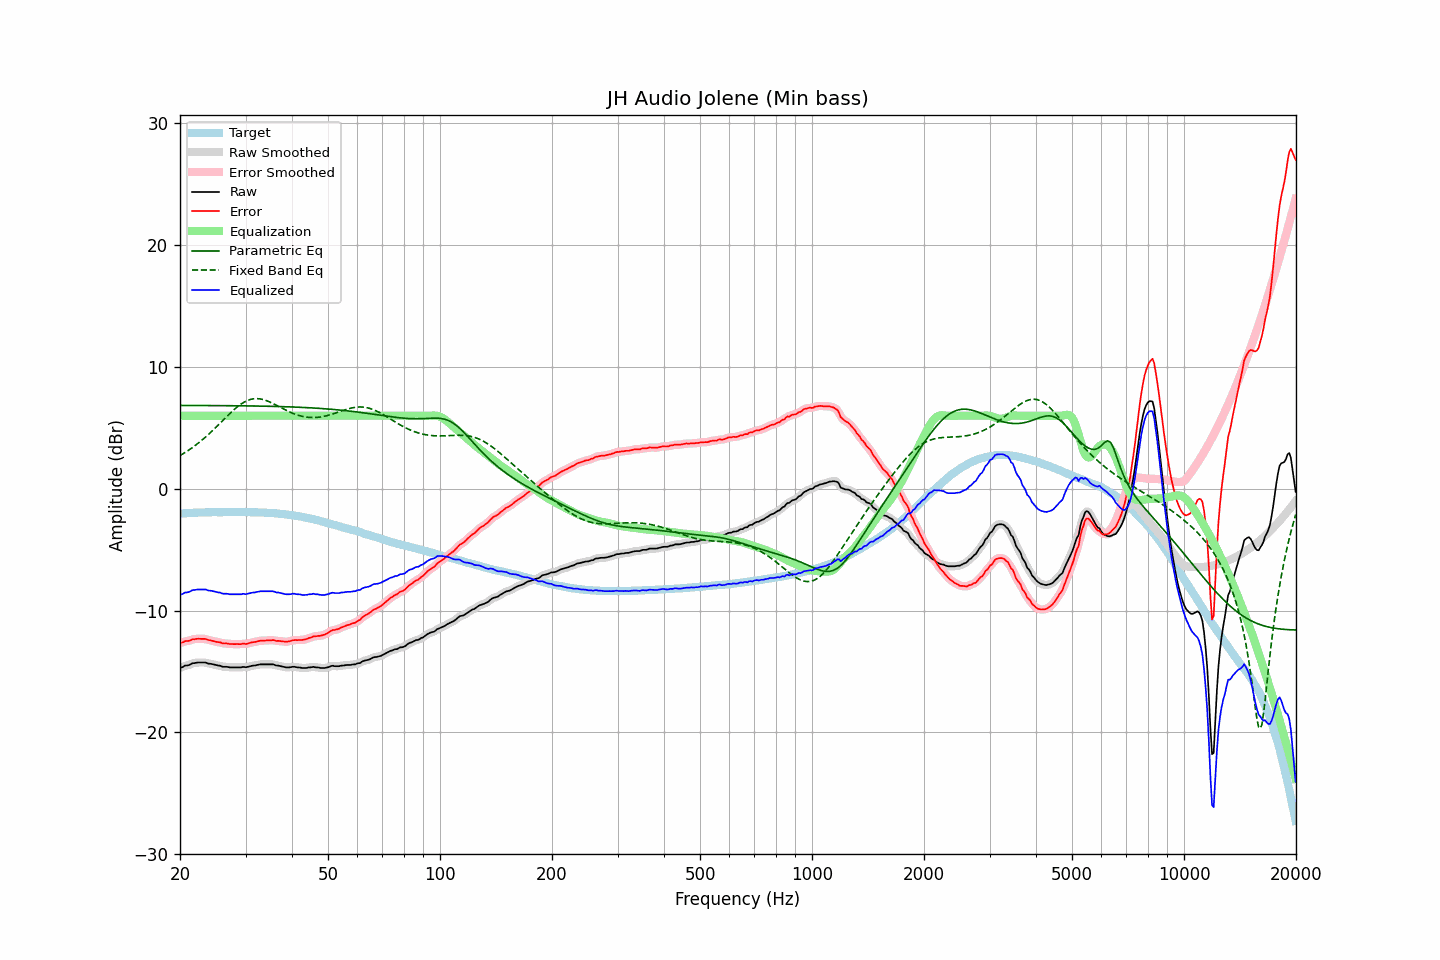 JH Audio Jolene (Min bass)
Target
Raw Smoothed
Error Smoothed
Raw
Error
Equalization
Parametric Eq
Fixed Band Eq
Equalized
30
20
10
0
−10
−20
−30
Amplitude (dBr)
20 50 100 200 500 1000 2000 5000 10000 20000
Frequency (Hz)